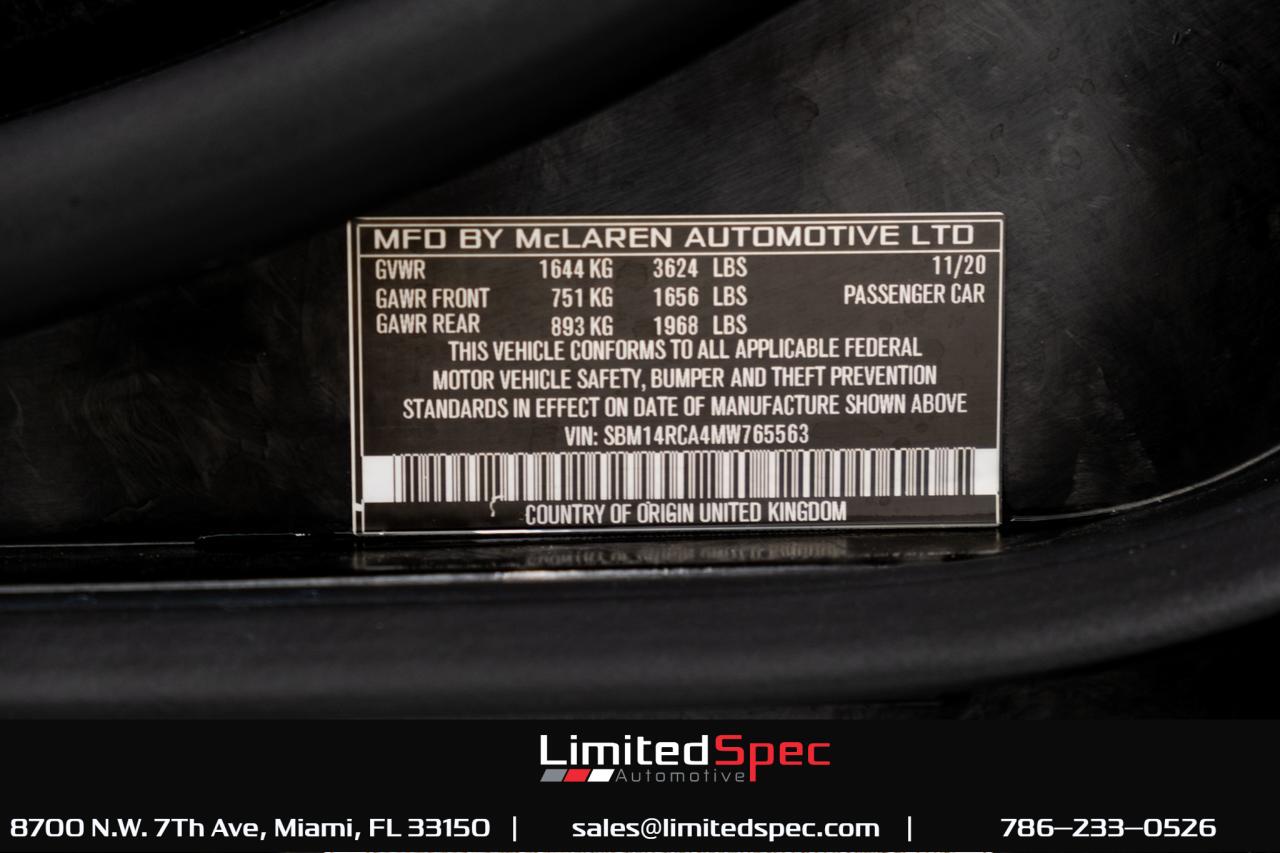 MFD BY McLAREN AUTOMOTIVE LTD
GVWR 1644 KG 3624 LBS 11/20
GAWR FRONT 751 KG 1656 LBS PASSENGER CAR
GAWR REAR 893 KG 1968 LBS
THIS VEHICLE CONFORMS TO ALL APPLICABLE FEDERAL
MOTOR VEHICLE SAFETY, BUMPER AND THEFT PREVENTION
STANDARDS IN EFFECT ON DATE OF MANUFACTURE SHOWN ABOVE
VIN: SBM14RCA4MW765563
COUNTRY OF ORIGIN UNITED KINGDOM
LimitedSpec
Automotive
8700 N.W. 7Th Ave, Miami, FL 33150 | sales@limitedspec.com | 786-233-0526